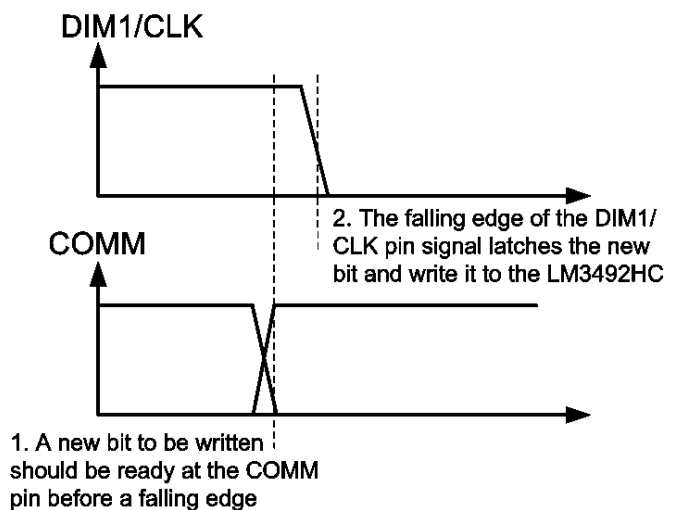 DIM1/CLK
2. The falling edge of the DIM1/
CLK pin signal latches the new
bit and write it to the LM3492HC
COMM
1. A new bit to be written
should be ready at the COMM
pin before a falling edge